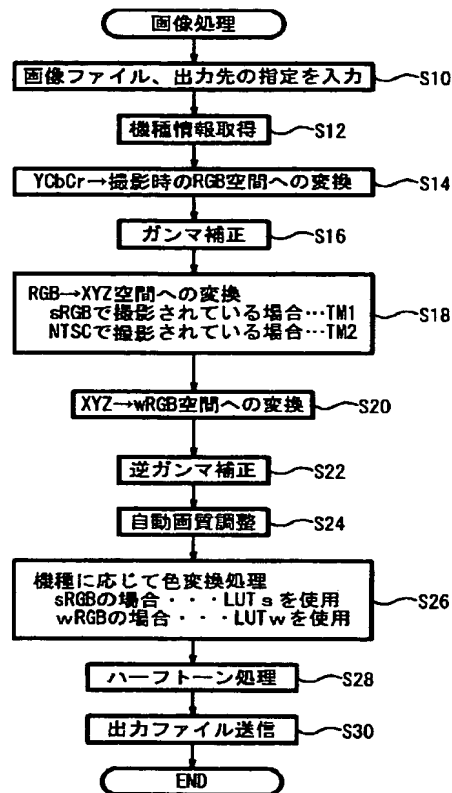 画像処理
画像ファイル、出力先の指定を入力
S10
機種情報取得
S12
YCbCr→撮影時のRGB空間への変換
S14
ガンマ補正
S16
RGB→XYZ空間への変換
sRGBで撮影されている場合…TM1
NTSCで撮影されている場合…TM2
S18
XYZ→wRGB空間への変換
S20
逆ガンマ補正
S22
自動画質調整
S24
機種に応じて色変換処理
sRGBの場合・・・LUTsを使用
wRGBの場合・・・LUTwを使用
S26
ハーフトーン処理
S28
出力ファイル送信
S30
END